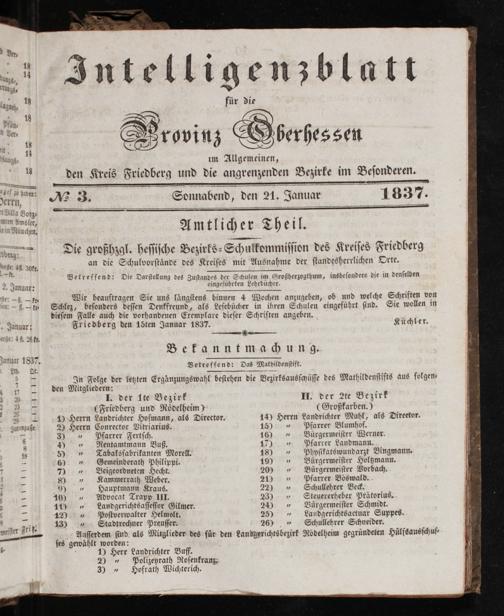 Intelligenzblatt
für die
Provinz Oberhessen
im Allgemeinen,
den Kreis Friedberg und die angrenzenden Bezirke im Besonderen.
№ 3. Sonnabend, den 21. Januar 1837.
Amtlicher Theil.
Die großhzgl. hessische Bezirks-Schulkommission des Kreises Friedberg
an die Schulvorstände des Kreises mit Ausnahme der standesherrlichen Orte.
Betreffend: Die Darstellung des Zustandes der Schulen im Großherzogthum, insbesondere die in denselben
eingeführten Lehrbücher.
Wir beauftragen Sie uns längstens binnen 4 Wochen anzugeben, ob und welche Schriften von
Schlez, besonders dessen Denkfreund, als Lesebücher in ihren Schulen eingeführt sind. Sie wollen in
diesem Falle auch die vorhandenen Exemplare dieser Schriften angeben.
Friedberg den 15ten Januar 1837. Küchler.
Bekanntmachung.
Betreffend: Das Mathildenstift.
In Folge der letzten Ergänzungswahl bestehen die Bezirksausschüsse des Mathildenstifts aus folgen-
den Mitgliedern:
I. der 1te Bezirk
(Friedberg und Rödelheim)
1) Herrn Landrichter Hofmann, als Director.
2) Herrn Conrector Vitriarius.
3) „ Pfarrer Fertsch.
4) „ Rentamtmann Buß.
5) „ Tabaksfabrikanten Morell.
6) „ Gemeinderath Philippi.
7) „ Beigeordneten Hecht.
8) „ Kammerrath Weber.
9) „ Hauptmann Kraus.
10) „ Advocat Trapp III.
11) „ Landgerichtsassessor Gilmer.
12) „ Postverwalter Helmolt.
13) „ Stadtrechner Preusser.
II. der 2te Bezirk
(Großkarben.)
14) Herrn Landrichter Muhl, als Director.
15) „ Pfarrer Blumhof.
16) „ Bürgermeister Werner.
17) „ Pfarrer Landmann.
18) „ Physikatswundarzt Bingmann.
19) „ Bürgermeister Holtzmann.
20) „ Bürgermeister Vorbach.
21) „ Pfarrer Böswald.
22) „ Schullehrer Beck.
23) „ Steuererheber Prätorius.
24) „ Bürgermeister Schmidt.
25) „ Landgerichtsactuar Suppes.
26) „ Schullehrer Schneider.
Ausserdem sind als Mitglieder des für den Landgerichtsbezirk Rödelheim gegründeten Hülfsausschus-
ses gewählt worden:
1) Herr Landrichter Buff.
2) „ Polizeyrath Rosenkranz.
3) „ Hofrath Wichterich.